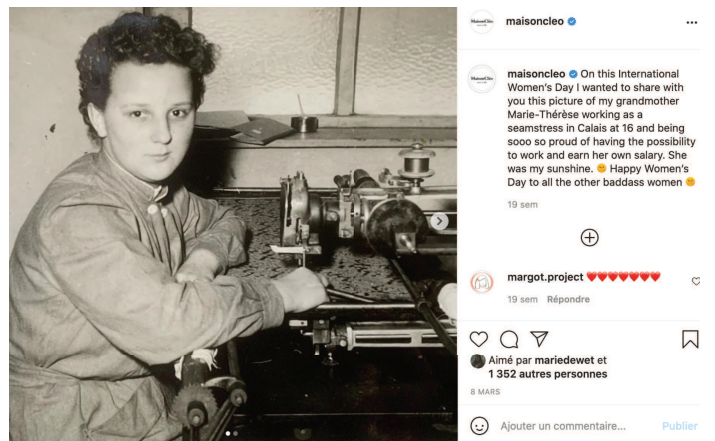 maisoncleo
maisoncleo On this International
Women's Day I wanted to share with
you this picture of my grandmother
Marie-Thérèse working as a
seamstress in Calais at 16 and being
sooo so proud of having the possibility
to work and earn her own salary. She
was my sunshine. 🌞 Happy Women's
Day to all the other baddass women 🌞
19 sem
margot.project ❤️❤️❤️❤️❤️❤️❤️
19 sem Répondre
Aimé par mariedewet et
1 352 autres personnes
8 MARS
Ajouter un commentaire... Publier